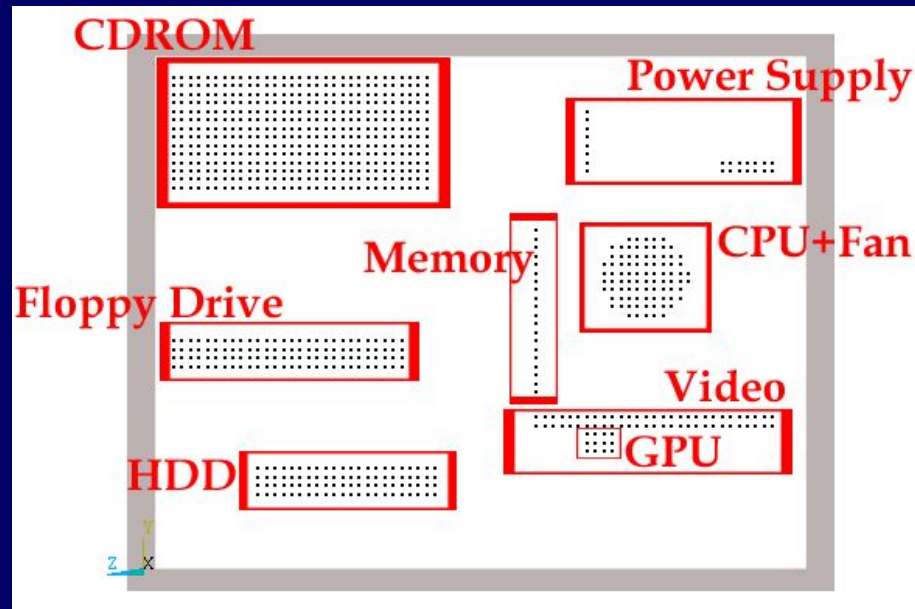 CDROM
Power Supply
Memory
CPU+Fan
Floppy Drive
Video
GPU
HDD
Y
Z
X